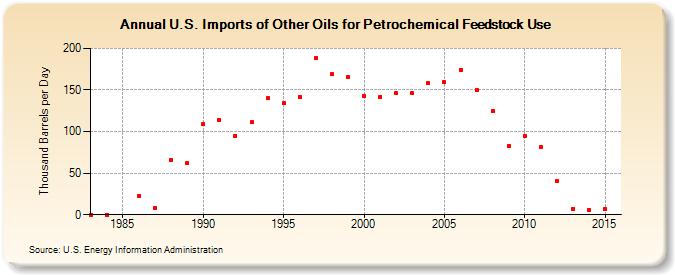 Annual U.S. Imports of Other Oils for Petrochemical Feedstock Use
Thousand Barrels per Day
200
150
100
50
0
1985 1990 1995 2000 2005 2010 2015
Source: U.S. Energy Information Administration